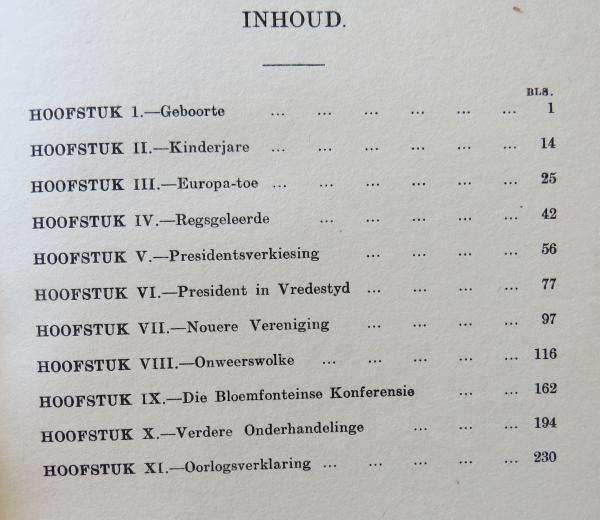 INHOUD.
BLS.
HOOFSTUK I.—Geboorte ... ... ... ... ... ... 1
HOOFSTUK II.—Kinderjare ... ... ... ... ... ... 14
HOOFSTUK III.—Europa-toe ... ... ... ... ... ... 25
HOOFSTUK IV.—Regsgeleerde ... ... ... ... ... 42
HOOFSTUK V.—Presidentsverkiesing ... ... ... ... 56
HOOFSTUK VI.—President in Vredestyd ... ... ... ... 77
HOOFSTUK VII.—Nouere Vereniging ... ... ... ... 97
HOOFSTUK VIII.—Onweerswolke ... ... ... ... ... 116
HOOFSTUK IX.—Die Bloemfonteinse Konferensie ... ... 162
HOOFSTUK X.—Verdere Onderhandelinge ... ... ... 194
HOOFSTUK XI.—Oorlogsverklaring ... ... ... ... ... 230